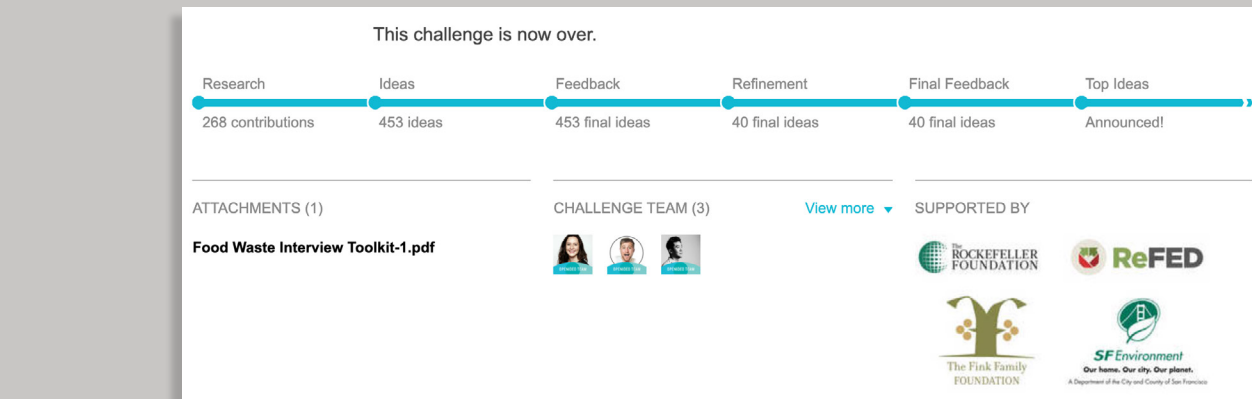 This challenge is now over.
Research
Ideas
Feedback
Refinement
Final Feedback
Top Ideas
268 contributions
453 ideas
453 final ideas
40 final ideas
40 final ideas
Announced!
ATTACHMENTS (1)
Food Waste Interview Toolkit-1.pdf
CHALLENGE TEAM (3)
View more
SUPPORTED BY
The
ROCKEFELLER
FOUNDATION
ReFED
The Fink Family
FOUNDATION
SF Environment
Our home. Our city. Our planet.
A Department of the City and County of San Francisco